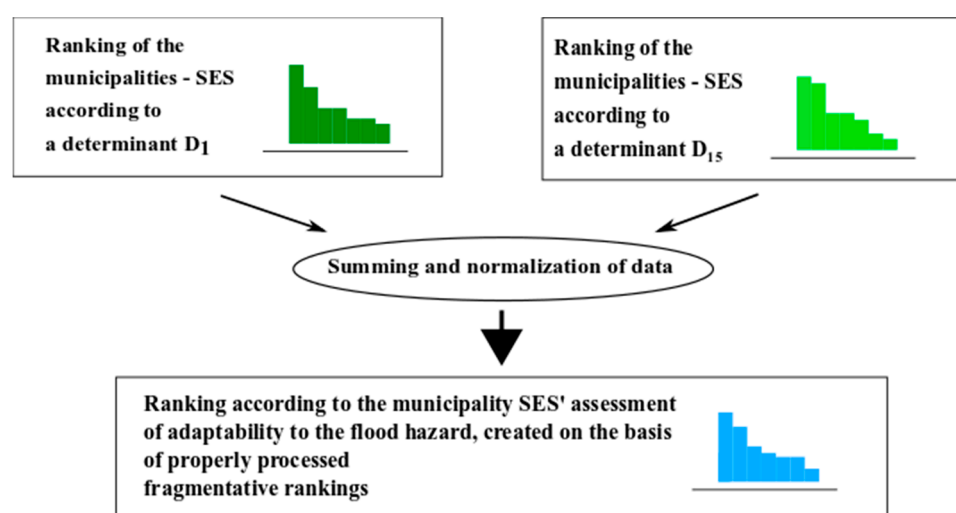 Ranking of the
municipalities - SES
according to
a determinant D1
Ranking of the
municipalities - SES
according to
a determinant D15
Summing and normalization of data
Ranking according to the municipality SES' assessment
of adaptability to the flood hazard, created on the basis
of properly processed
fragmentative rankings